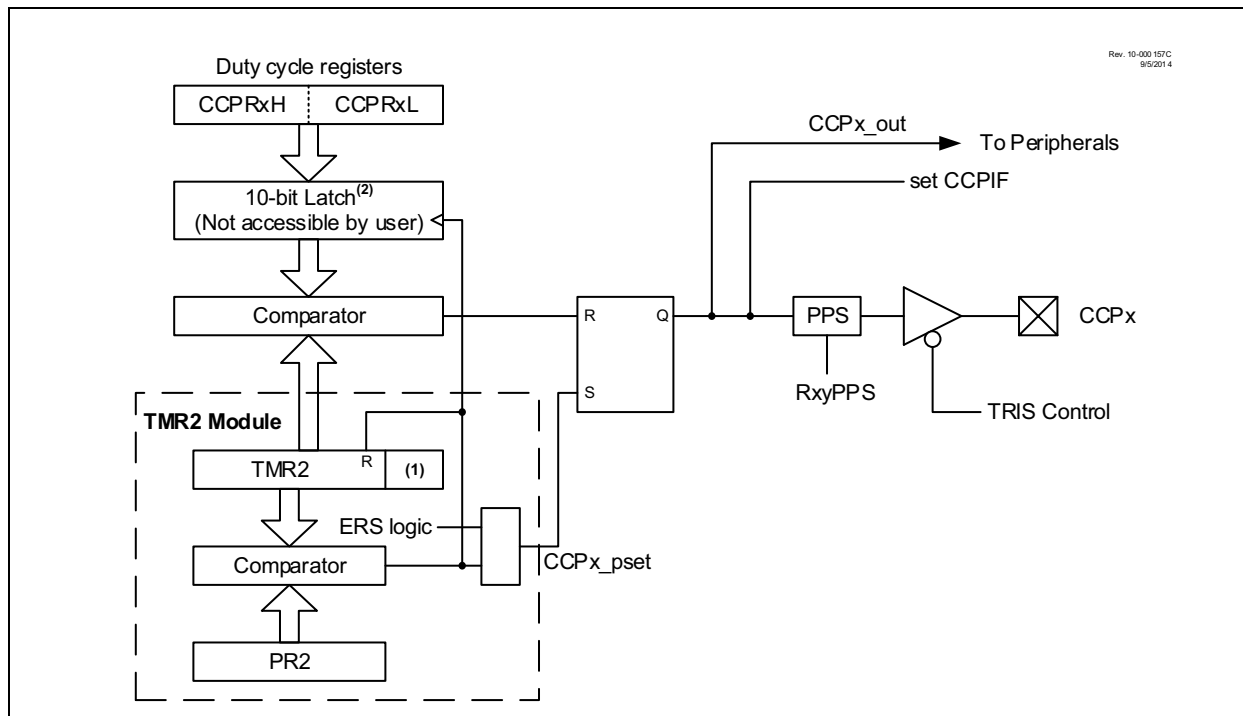 Rev. 10-000 157C
9/5/201 4
Duty cycle registers
CCPRxH CCPRxL
CCPx_out
To Peripherals
set CCPIF
10-bit Latch(2)
(Not accessible by user)
Comparator
R Q
PPS
CCPx
RxyPPS
S
TRIS Control
TMR2 Module
R
TMR2 (1)
ERS logic
CCPx_pset
Comparator
PR2